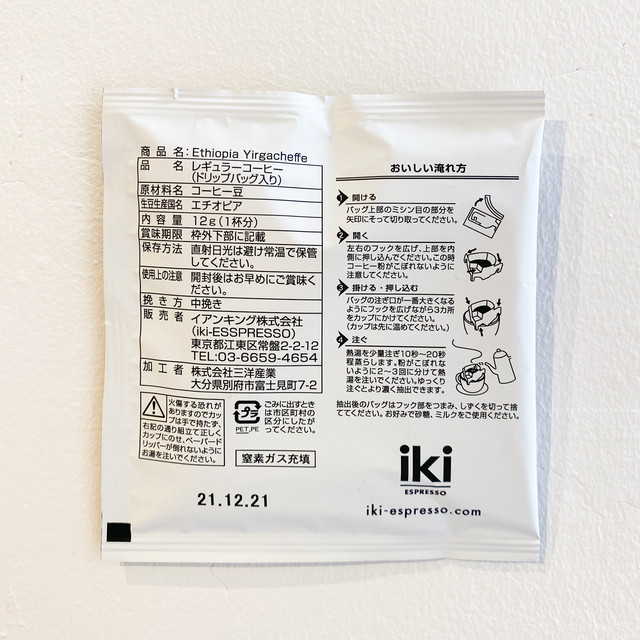 商品名：Ethiopia Yirgacheffe
品名 レギュラーコーヒー
(ドリップバッグ入り)
原材料名 コーヒー豆
生豆生産国名 エチオピア
内容量 12g(1杯分)
賞味期限 枠外下部に記載
保存方法 直射日光は避け常温で保管
してください。
使用上の注意 開封後はお早めにご賞味く
ださい。
挽き方 中挽き
販売者 イアンキング株式会社
(iki-ESSPRESSO)
東京都江東区常盤2-2-12
TEL:03-6659-4654
加工者 株式会社三洋産業
大分県別府市富士見町7-2
火傷する恐れが
ありますのでカップ
は手で持たず、
右記の通り組立て正しく
カップにのせ、ペーパード
リッパーが倒れないように
お湯を注いでください。
プラ
PET,PE
ごみに出すとき
は市区町村の
区分にしたが
ってください。
窒素ガス充填
21.12.21
おいしい淹れ方
1 開ける
バッグ上部のミシン目の部分を
矢印にそって切り取ってください。
2 開く
左右のフックを広げ、上部を内
側に押し込んでください。この時
コーヒー粉がこぼれないように
注意してください。
3 掛ける・押し込む
バッグの注ぎ口が一番大きくなる
ようにフックを広げながら3カ所
をカップにかけてください。
(カップは先に温めてください。)
4 注ぐ
熱湯を少量注ぎ10秒〜20秒
程蒸らします。粉がこぼれな
いように2〜3回に分けて熱
湯を注いでください。ゆっくり
注ぐとより濃く抽出できます。
抽出後のバッグはフック部をつまみ、しずくを切って捨
ててください。お好みで砂糖、ミルクをご使用ください。
iki
ESPRESSO
iki-espresso.com